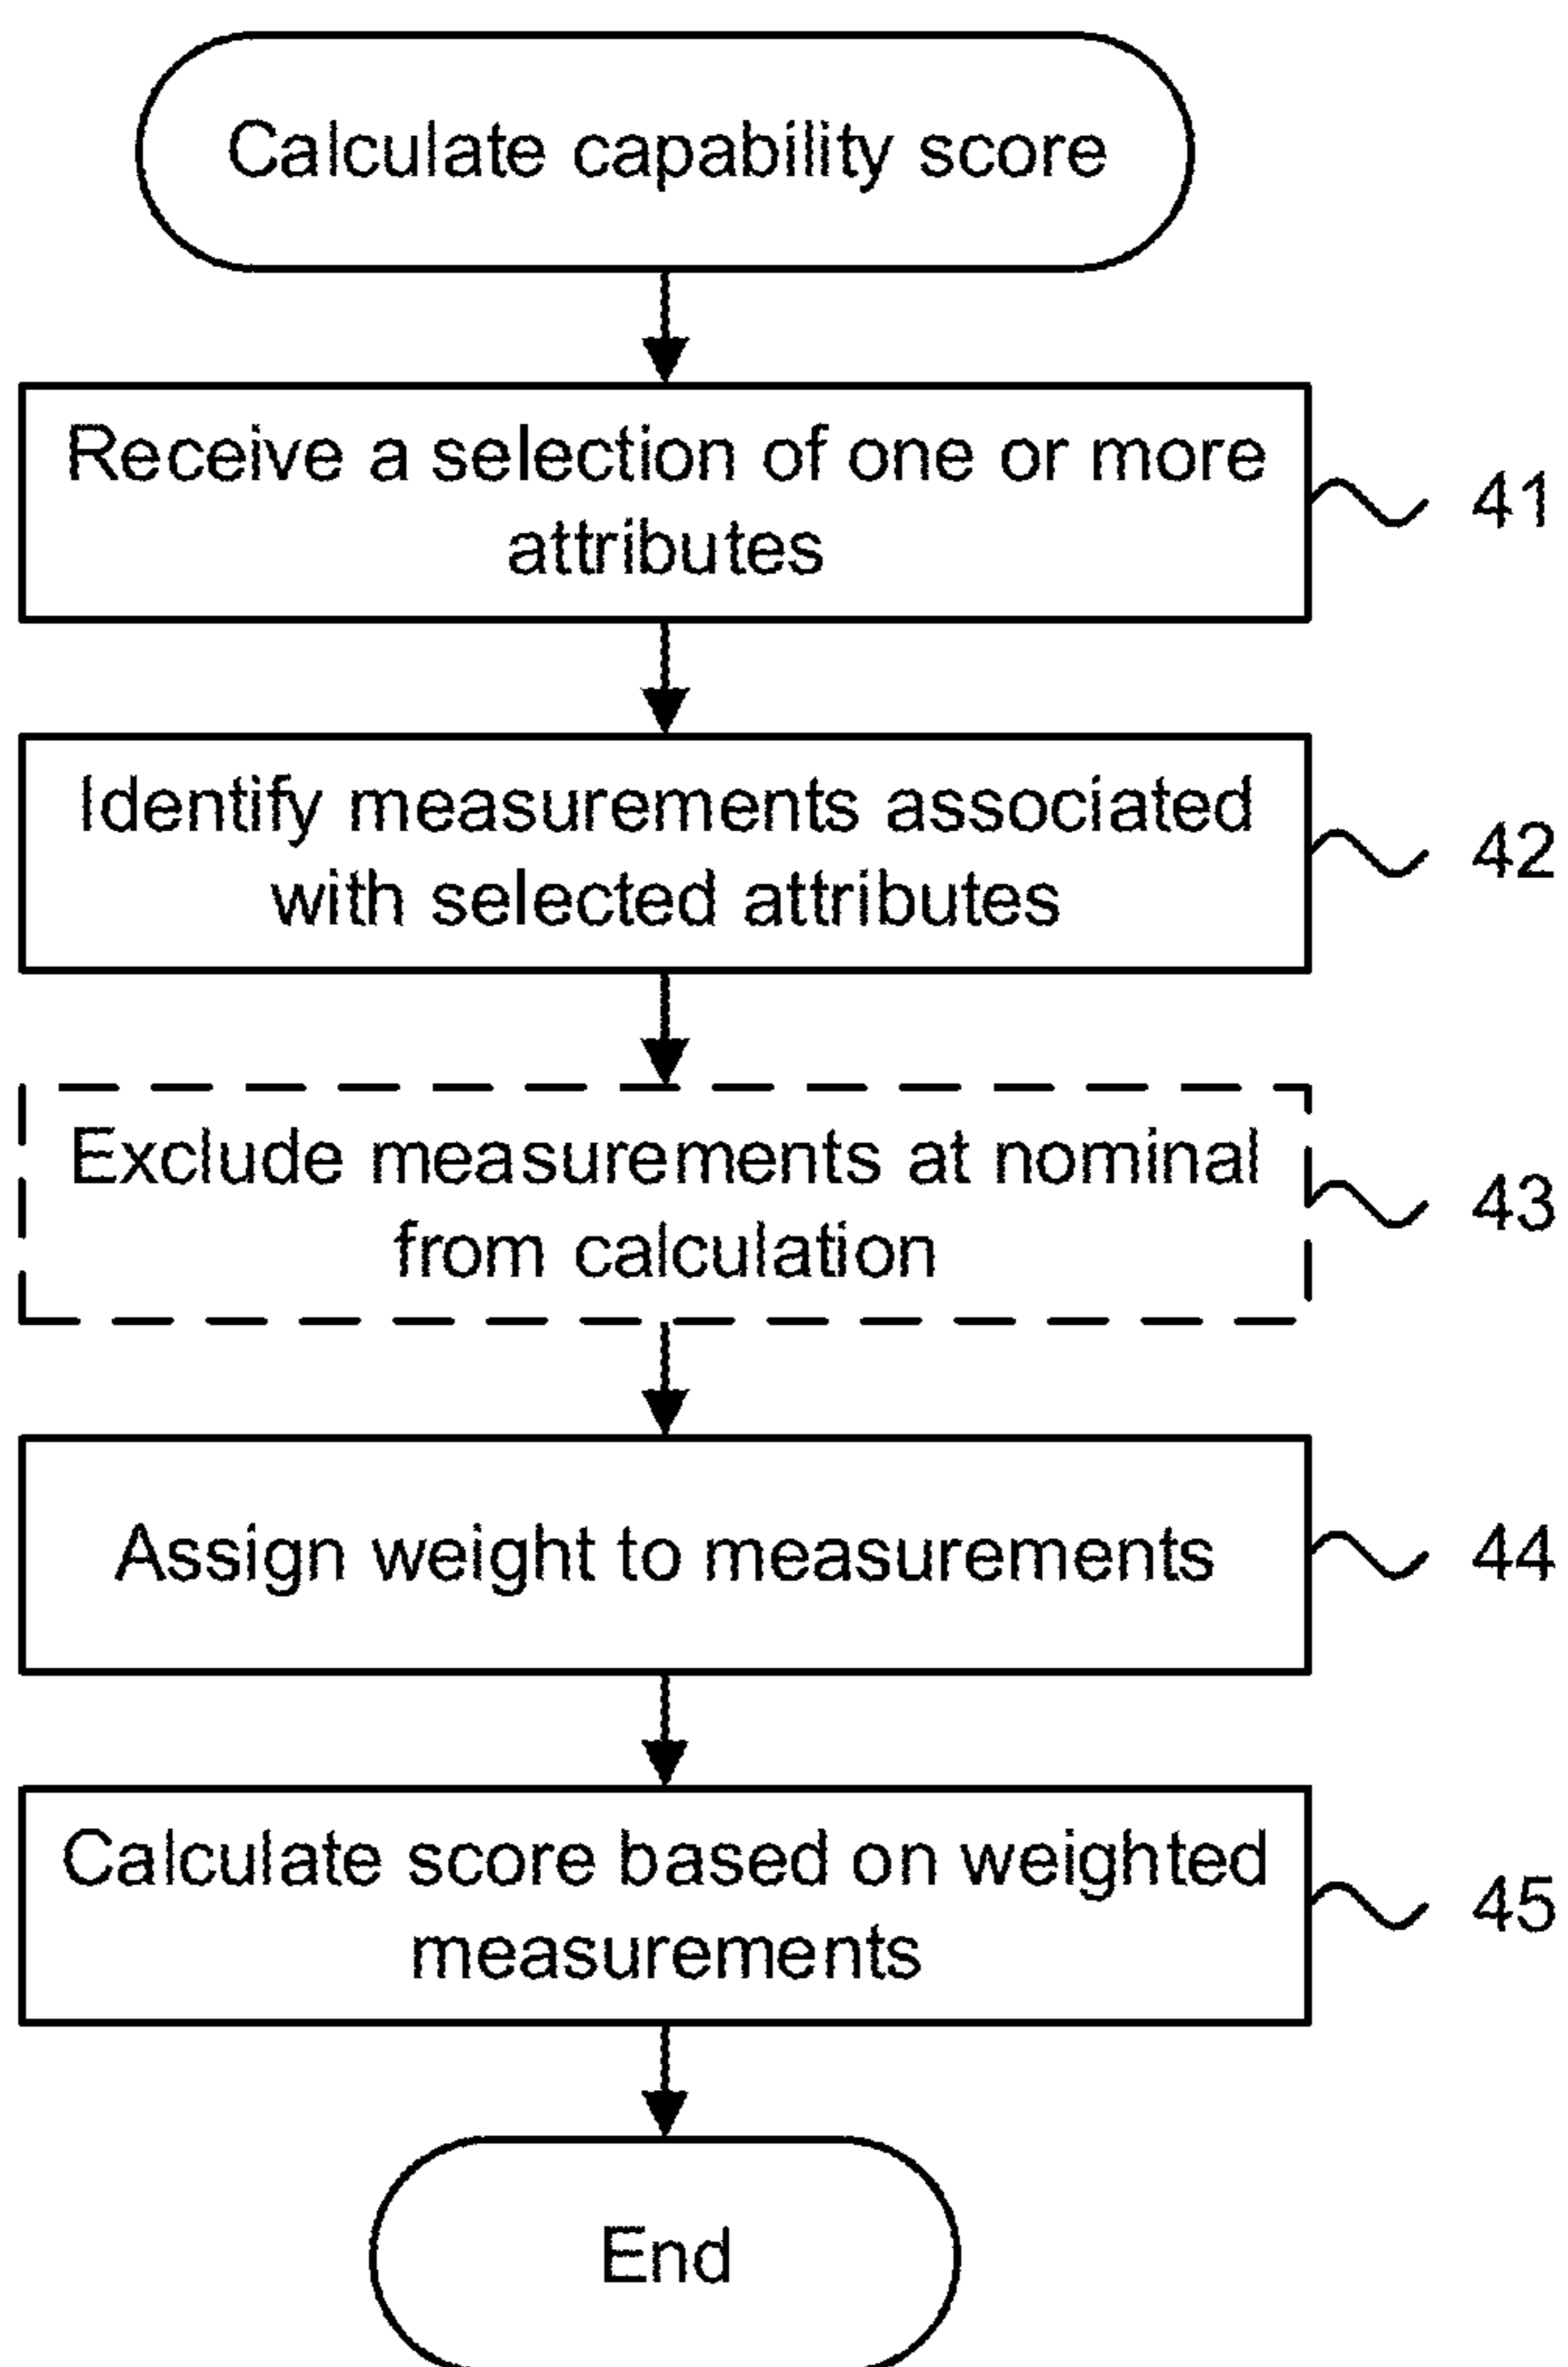 Calculate capability score
Receive a selection of one or more
attributes
41
Identify measurements associated
with selected attributes
42
Exclude measurements at nominal
from calculation
43
Assign weight to measurements
44
Calculate score based on weighted
measurements
45
End